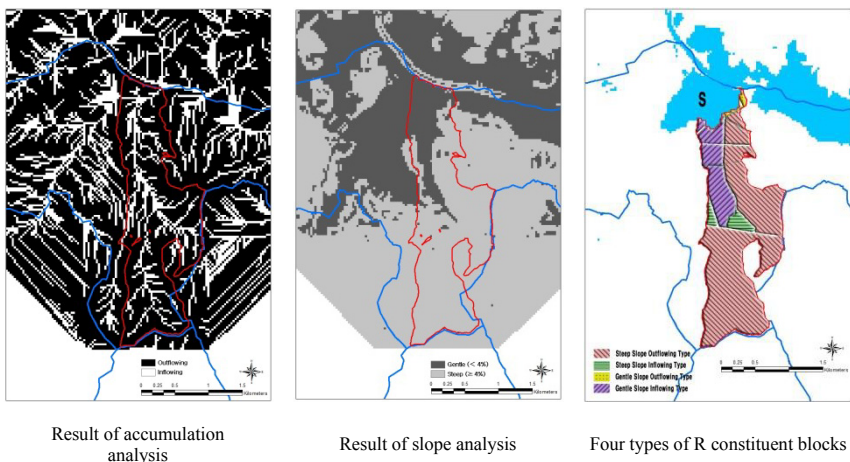 Outflowing
Inflowing
0 0.25 0.5 1 1.5
Kilometers
Result of accumulation
analysis
Gentle (< 4%)
Steep (≥ 4%)
0 0.25 0.5 1 1.5
Kilometers
Result of slope analysis
S
Steep Slope Outflowing Type
Steep Slope Inflowing Type
Gentle Slope Outflowing Type
Gentle Slope Inflowing Type
0 0.25 0.5 1 1.5
Kilometers
Four types of R constituent blocks